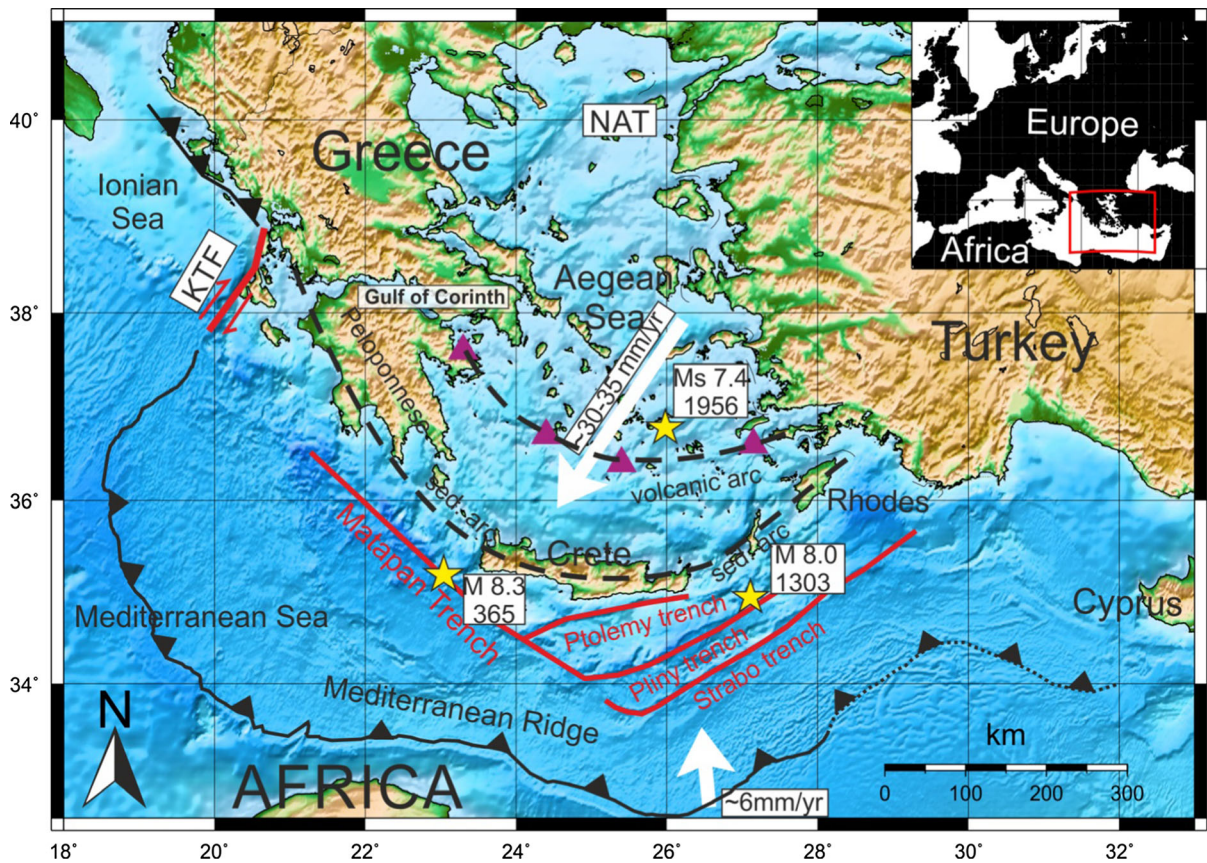 Greece
NAT
Europe
Africa
Ionian
Sea
KTF
Gulf of Corinth
Aegean
Sea
Turkey
Peloponnese
~30-35 mm/yr
Ms 7.4
1956
volcanic arc
Rhodes
sed. arc
Crete
sed. arc
M 8.0
1303
M 8.3
365
Matapan Trench
Ptolemy trench
Pliny trench
Strabo trench
Cyprus
Mediterranean Sea
Mediterranean Ridge
N
AFRICA
~6mm/yr
km
0 100 200 300
40°
38°
36°
34°
18° 20° 22° 24° 26° 28° 30° 32°